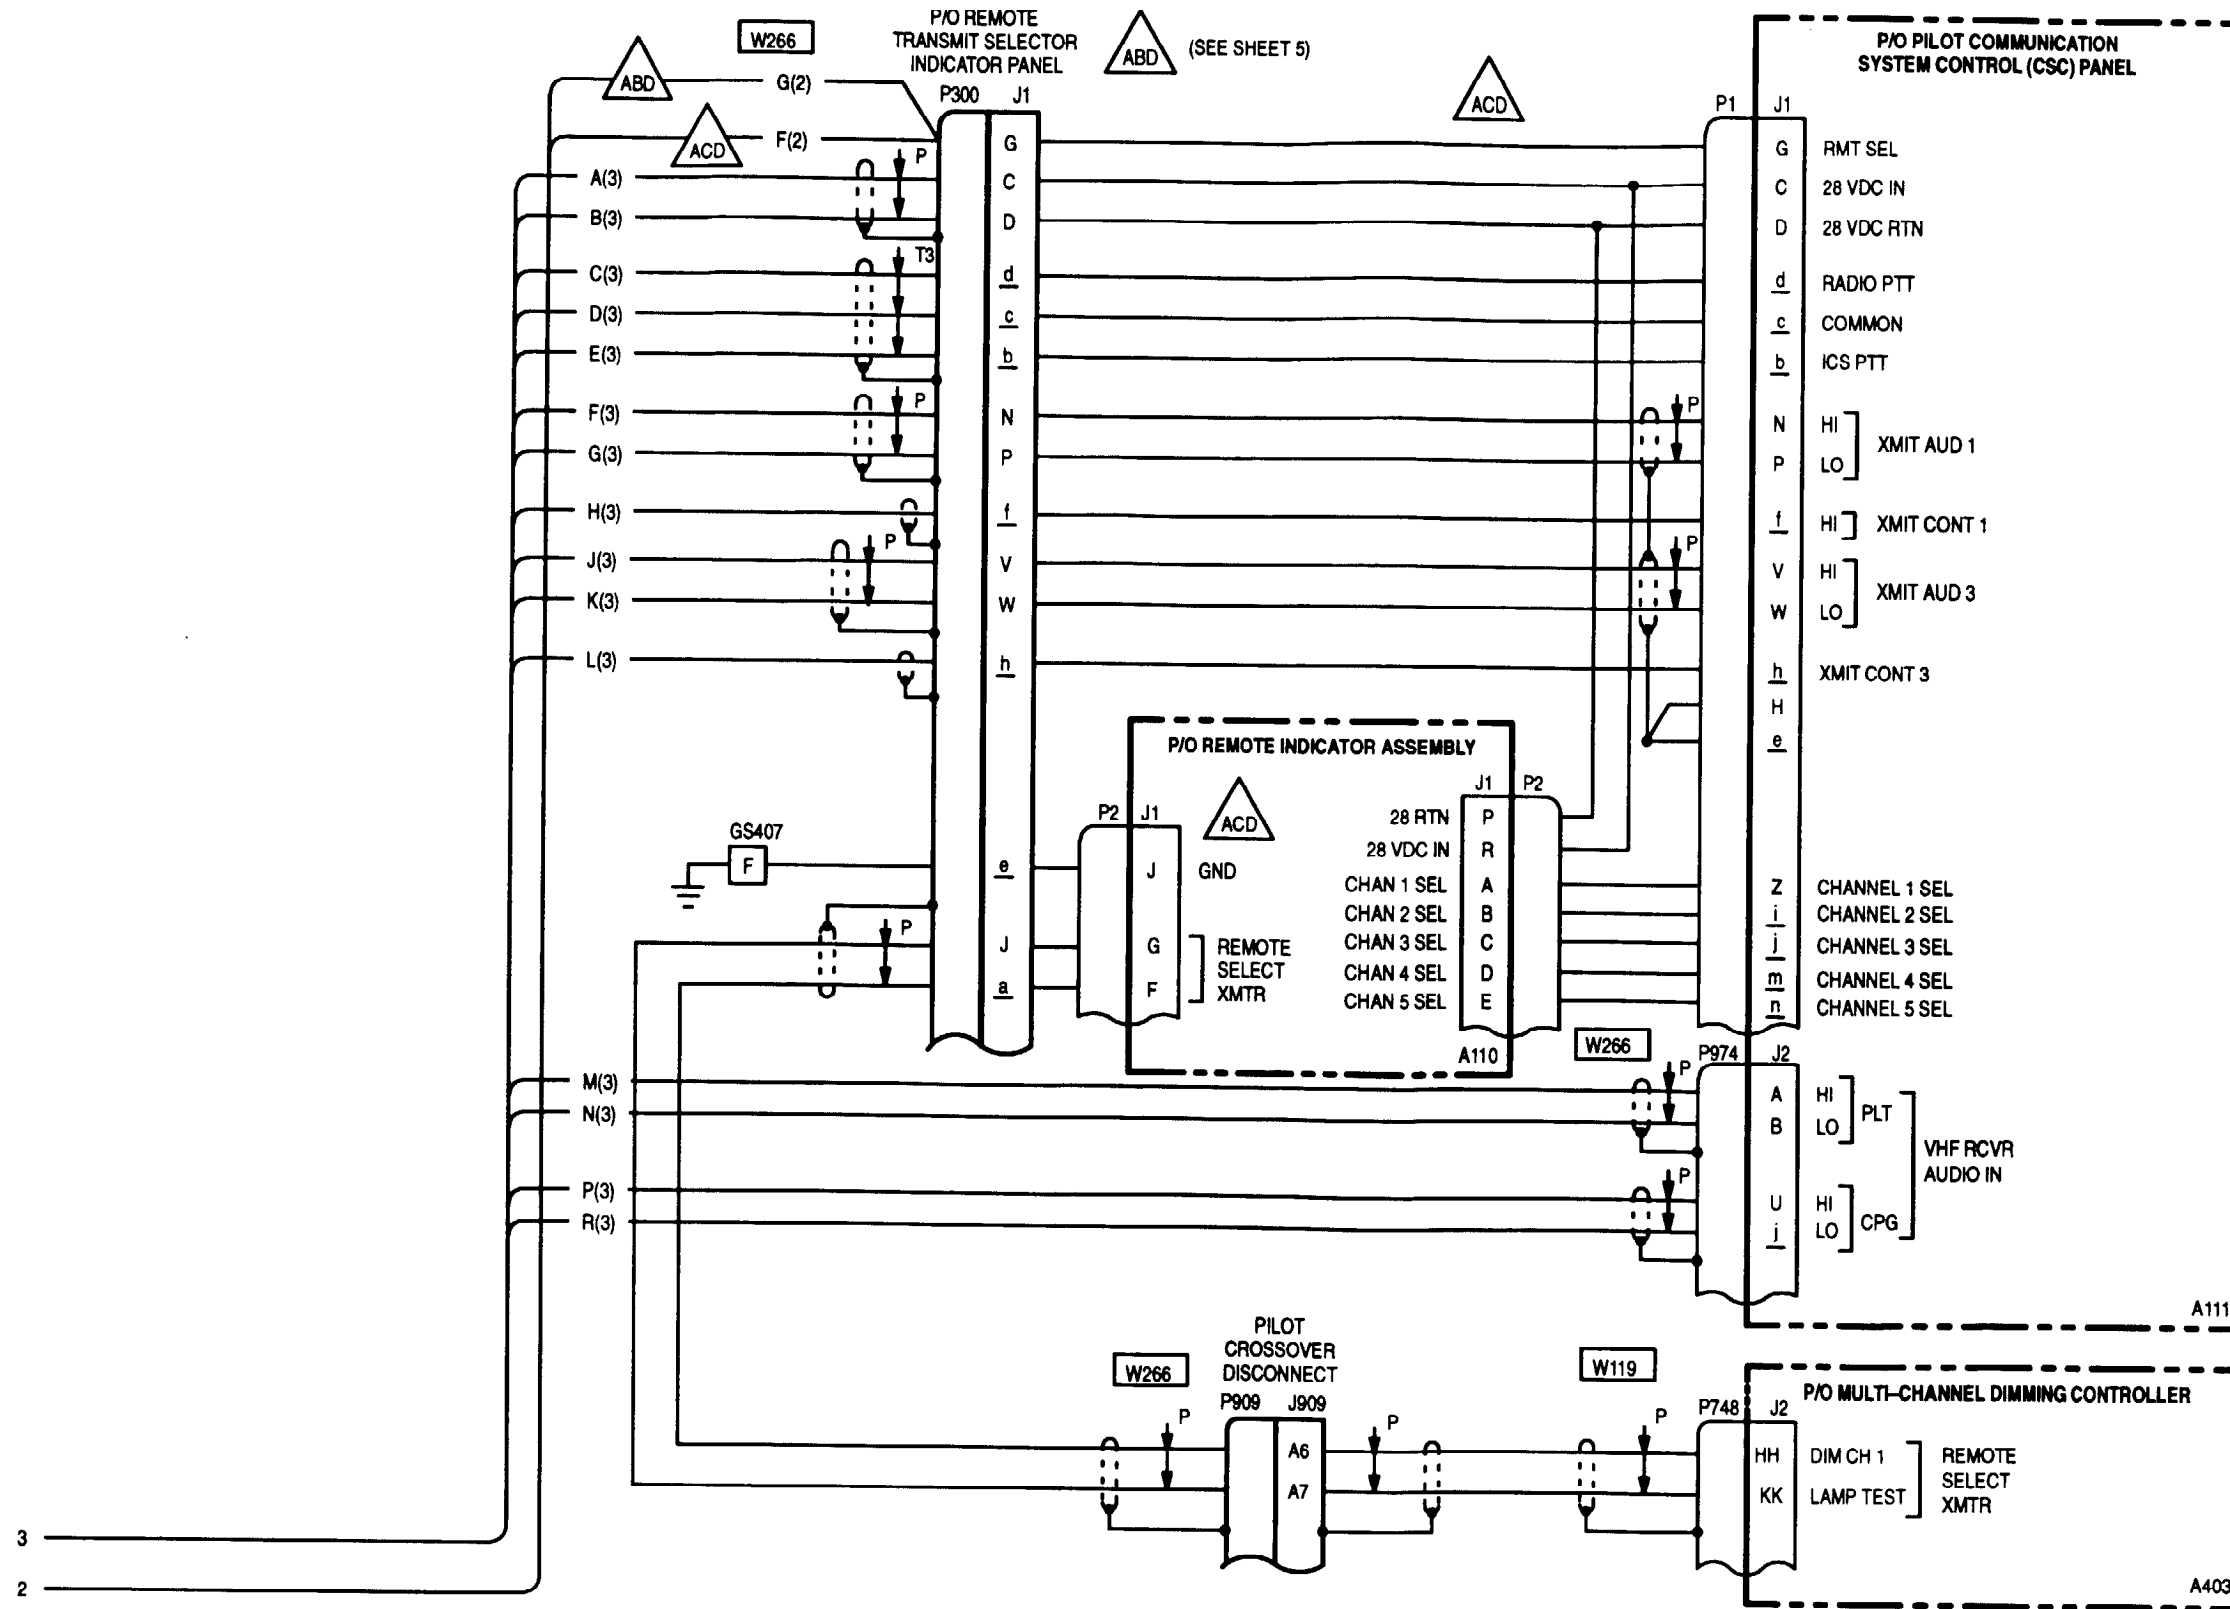 P/O REMOTE
TRANSMIT SELECTOR
INDICATOR PANEL
W266
ABD
(SEE SHEET 5)
ABD
G(2)
ACD
F(2)
ACD
P300 J1
P/O PILOT COMMUNICATION
SYSTEM CONTROL (CSC) PANEL
P1 J1
G G RMT SEL
A(3) P C C 28 VDC IN
B(3) D D 28 VDC RTN
T3
C(3) d d RADIO PTT
D(3) c c COMMON
E(3) b b ICS PTT
F(3) P N P N HI
XMIT AUD 1
G(3) P P LO
H(3) f f HI XMIT CONT 1
J(3) P V P V HI
XMIT AUD 3
K(3) W W LO
L(3) h h XMIT CONT 3
H
e
P/O REMOTE INDICATOR ASSEMBLY
ACD
P2 J1
J1 P2
28 RTN P
28 VDC IN R
GS407
F e J GND
CHAN 1 SEL A Z CHANNEL 1 SEL
CHAN 2 SEL B i CHANNEL 2 SEL
CHAN 3 SEL C j CHANNEL 3 SEL
CHAN 4 SEL D m CHANNEL 4 SEL
CHAN 5 SEL E n CHANNEL 5 SEL
P J G
a F
REMOTE
SELECT
XMTR
A110
W266
P974 J2
M(3) P A HI
PLT
N(3) B LO
VHF RCVR
AUDIO IN
P(3) P U HI
CPG
R(3) j LO
A111
PILOT
CROSSOVER
DISCONNECT
W266
P909 J909
W119
P/O MULTI-CHANNEL DIMMING CONTROLLER
P748 J2
P A6 P P HH DIM CH 1
A7 KK LAMP TEST
REMOTE
SELECT
XMTR
3
2
A403